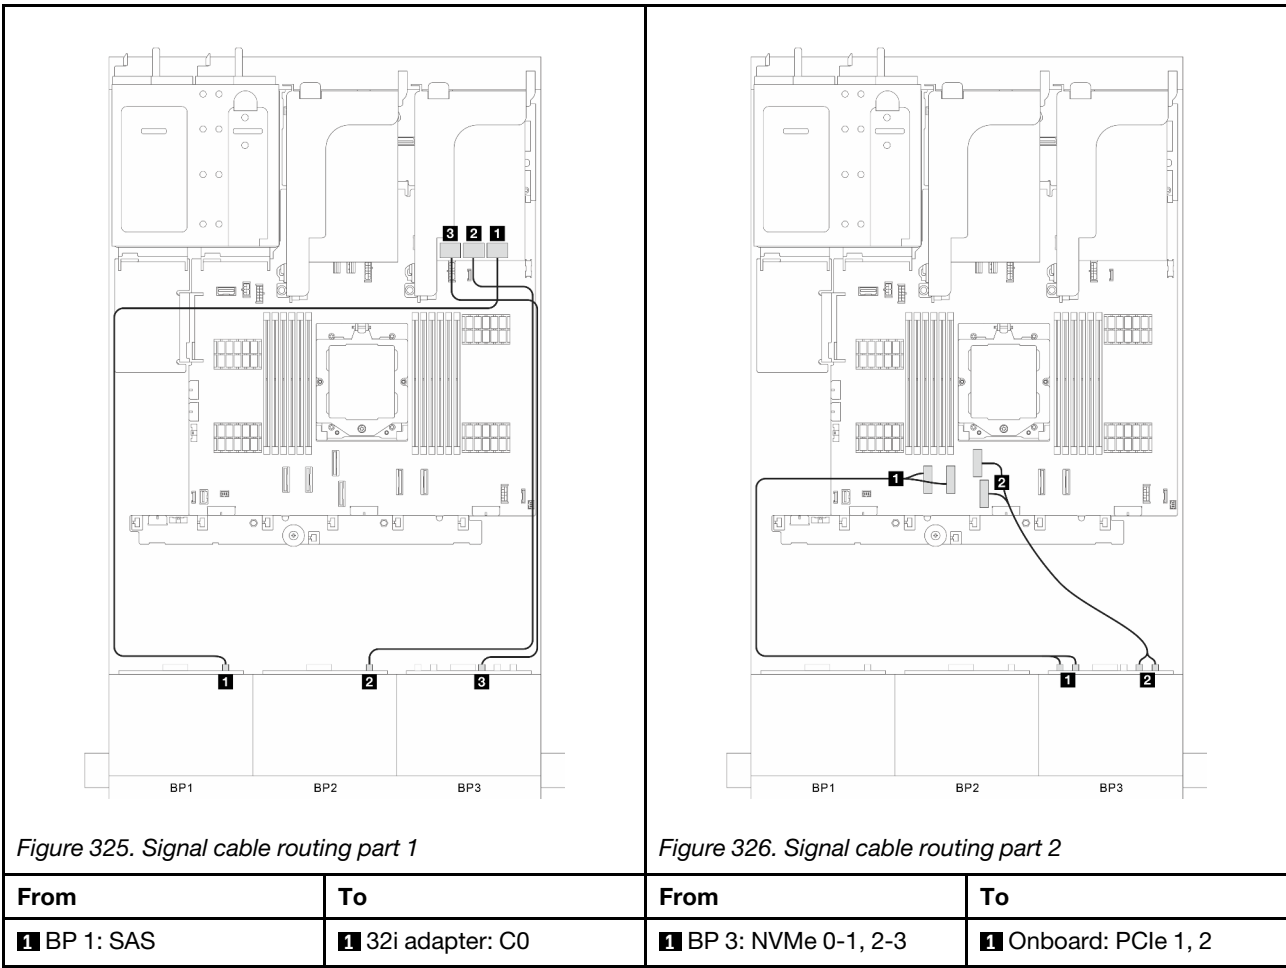 3 2 1
1 2 3
BP1 BP2 BP3
Figure 325. Signal cable routing part 1
1 2
1 2
BP1 BP2 BP3
Figure 326. Signal cable routing part 2
From To From To
1 BP 1: SAS 1 32i adapter: C0 1 BP 3: NVMe 0-1, 2-3 1 Onboard: PCIe 1, 2